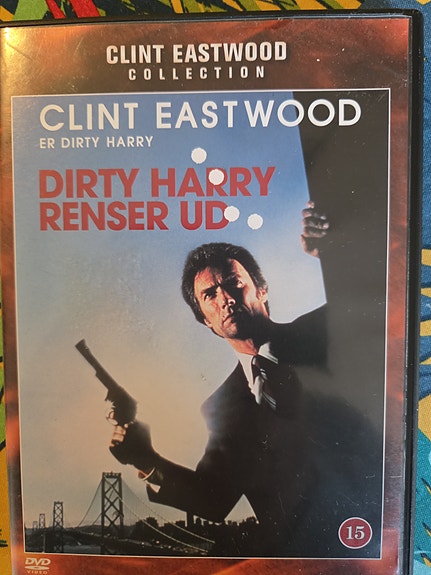 CLINT EASTWOOD
COLLECTION
CLINT EASTWOOD
ER DIRTY HARRY
DIRTY HARRY
RENSER UD
15
DVD
VIDEO